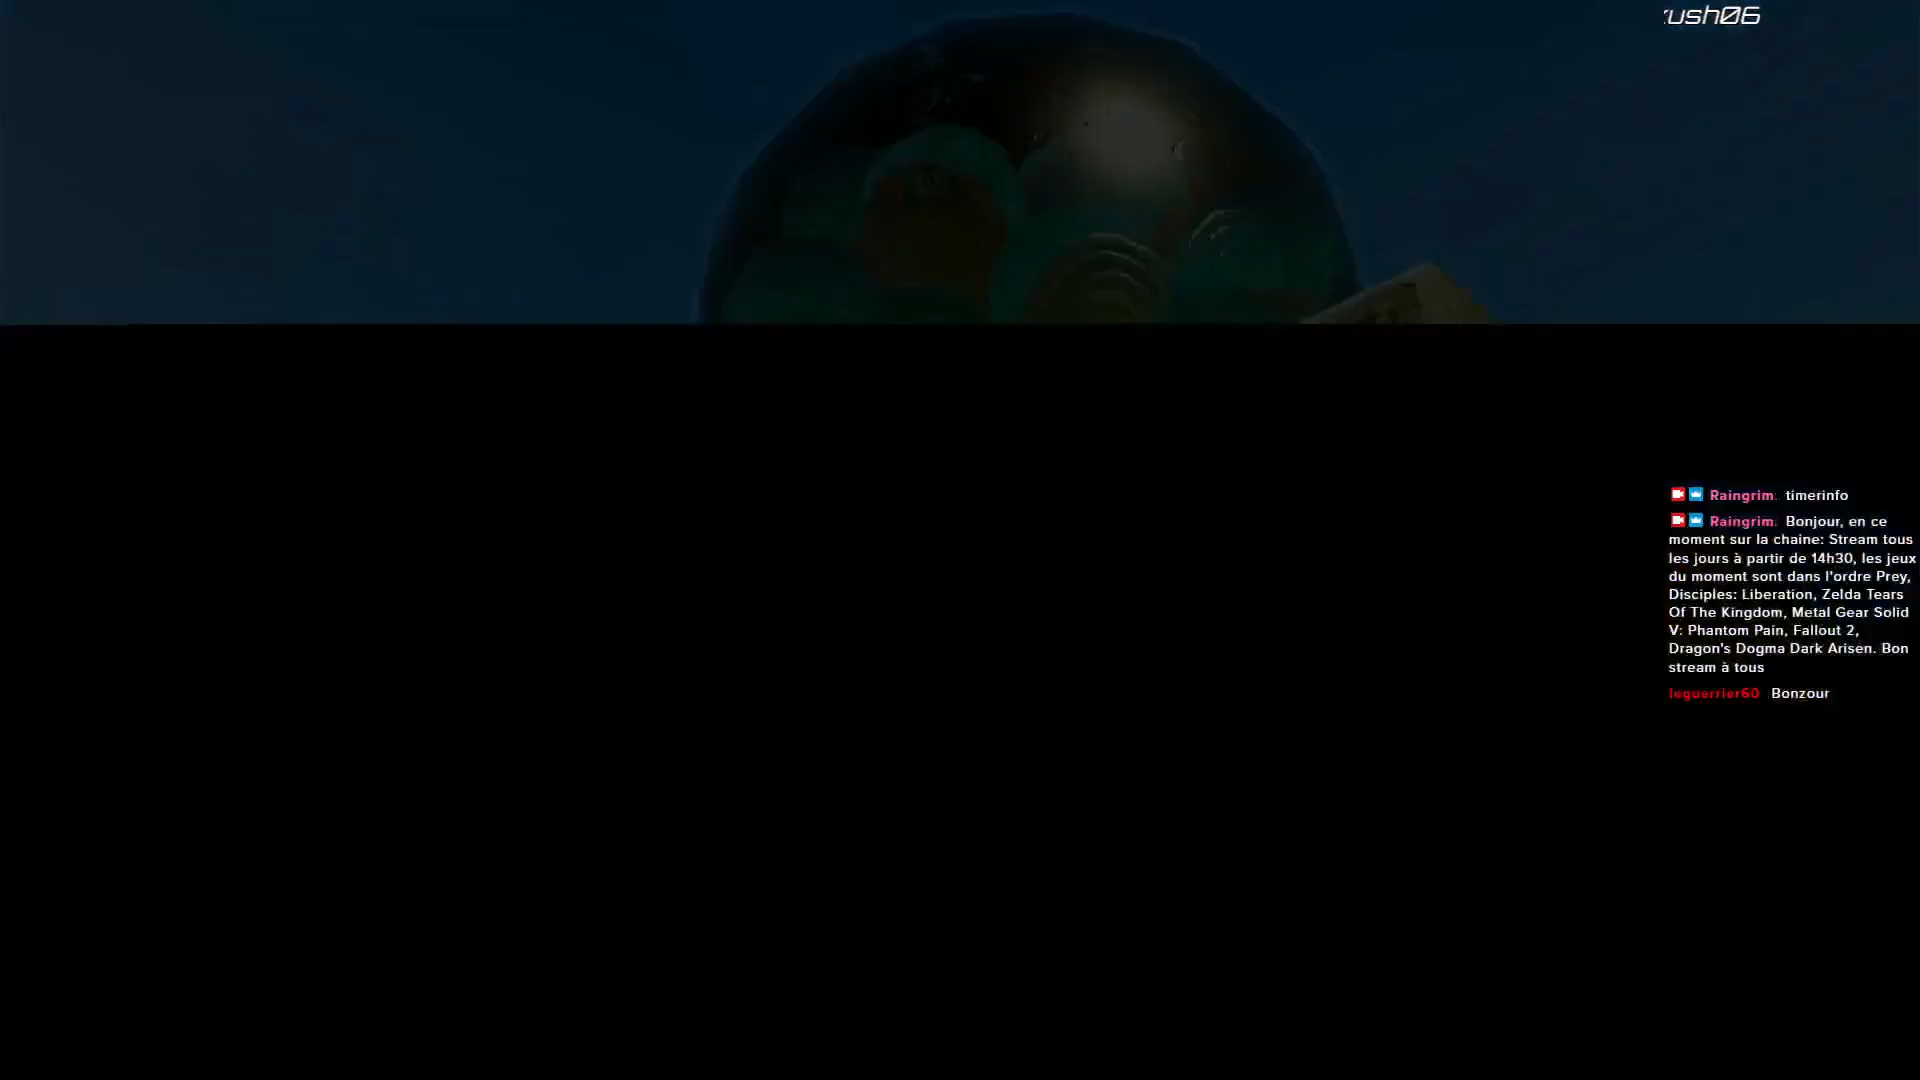 ush06
Raingrim: timerinfo
Raingrim: Bonjour, en ce
moment sur la chaine: Stream tous
les jours à partir de 14h30, les jeux
du moment sont dans l'ordre Prey,
Disciples: Liberation, Zelda Tears
Of The Kingdom, Metal Gear Solid
V: Phantom Pain, Fallout 2,
Dragon's Dogma Dark Arisen. Bon
stream à tous
leguerrier60 Bonzour